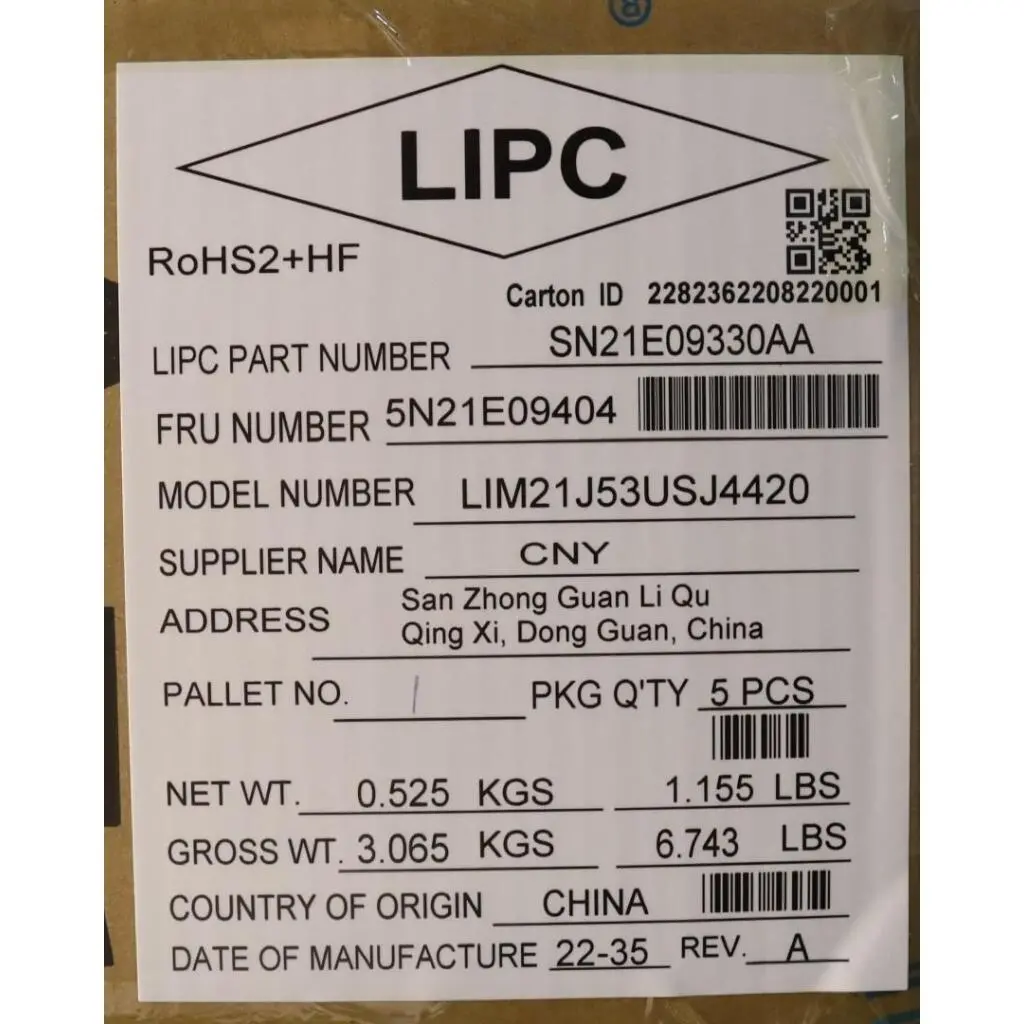 ⑧
LIPC
RoHS2+HF
Carton ID 2282362208220001
LIPC PART NUMBER SN21E09330AA
FRU NUMBER 5N21E09404
MODEL NUMBER LIM21J53USJ4420
SUPPLIER NAME CNY
ADDRESS San Zhong Guan Li Qu
Qing Xi, Dong Guan, China
PALLET NO. 1 PKG Q'TY 5 PCS
NET WT. 0.525 KGS 1.155 LBS
GROSS WT. 3.065 KGS 6.743 LBS
COUNTRY OF ORIGIN CHINA
DATE OF MANUFACTURE 22-35 REV. A